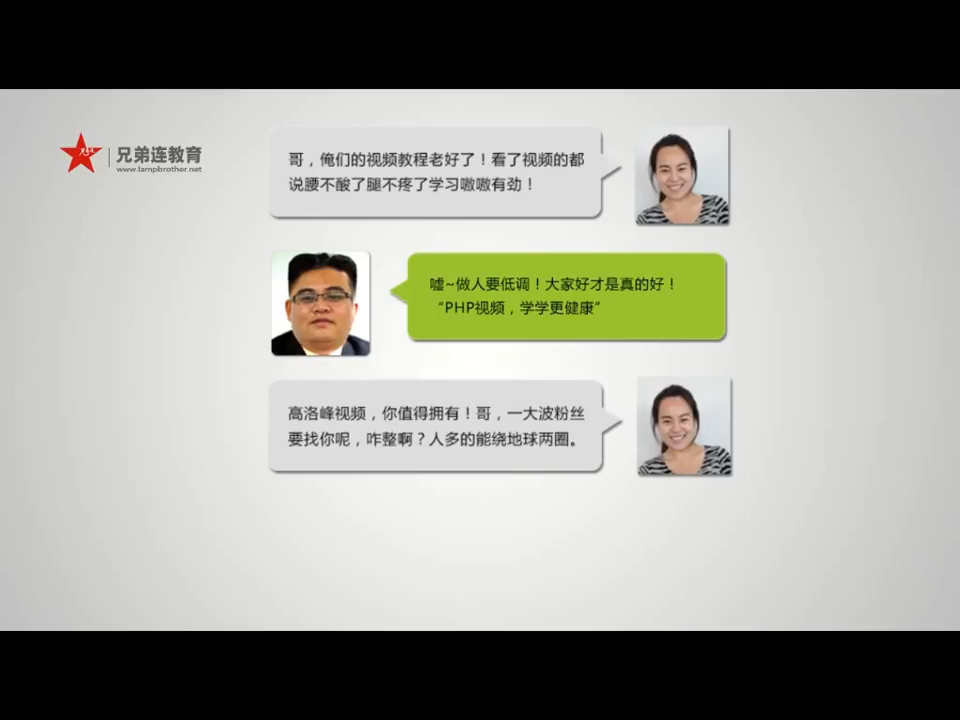 兄弟连教育
www.lampbrother.net
哥，俺们的视频教程老好了！看了视频的都
说腰不酸了腿不疼了学习嗷嗷有劲！
嘘~做人要低调！大家好才是真的好！
“PHP视频，学学更健康”
高洛峰视频，你值得拥有！哥，一大波粉丝
要找你呢，咋整啊？人多的能绕地球两圈。